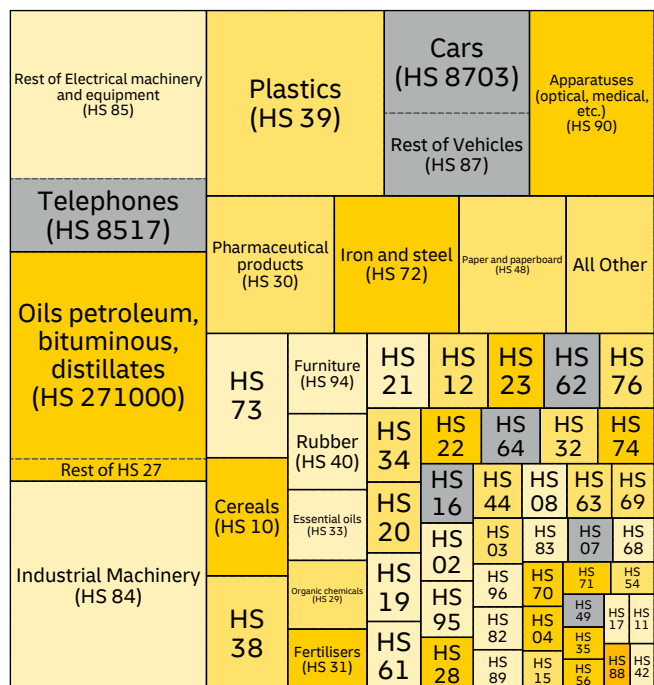 Rest of Electrical machinery
and equipment
(HS 85)
Telephones
(HS 8517)
Oils petroleum,
bituminous,
distillates
(HS 271000)
Rest of HS 27
Industrial Machinery
(HS 84)
Plastics
(HS 39)
Cars
(HS 8703)
Rest of Vehicles
(HS 87)
Apparatuses
(optical, medical,
etc.)
(HS 90)
Pharmaceutical
products
(HS 30)
Iron and steel
(HS 72)
Paper and paperboard
(HS 48)
All Other
HS
73
Cereals
(HS 10)
HS
38
Furniture
(HS 94)
Rubber
(HS 40)
Essential oils
(HS 33)
Organic chemicals
(HS 29)
Fertilisers
(HS 31)
HS
21
HS
12
HS
23
HS
62
HS
76
HS
34
HS
22
HS
64
HS
32
HS
74
HS
20
HS
16
HS
44
HS
08
HS
63
HS
69
HS
19
HS
02
HS
03
HS
83
HS
07
HS
68
HS
61
HS
95
HS
96
HS
70
HS
71
HS
54
HS
28
HS
82
HS
04
HS
49
HS
17
HS
11
HS
89
HS
15
HS
35
HS
56
HS
88
HS
42